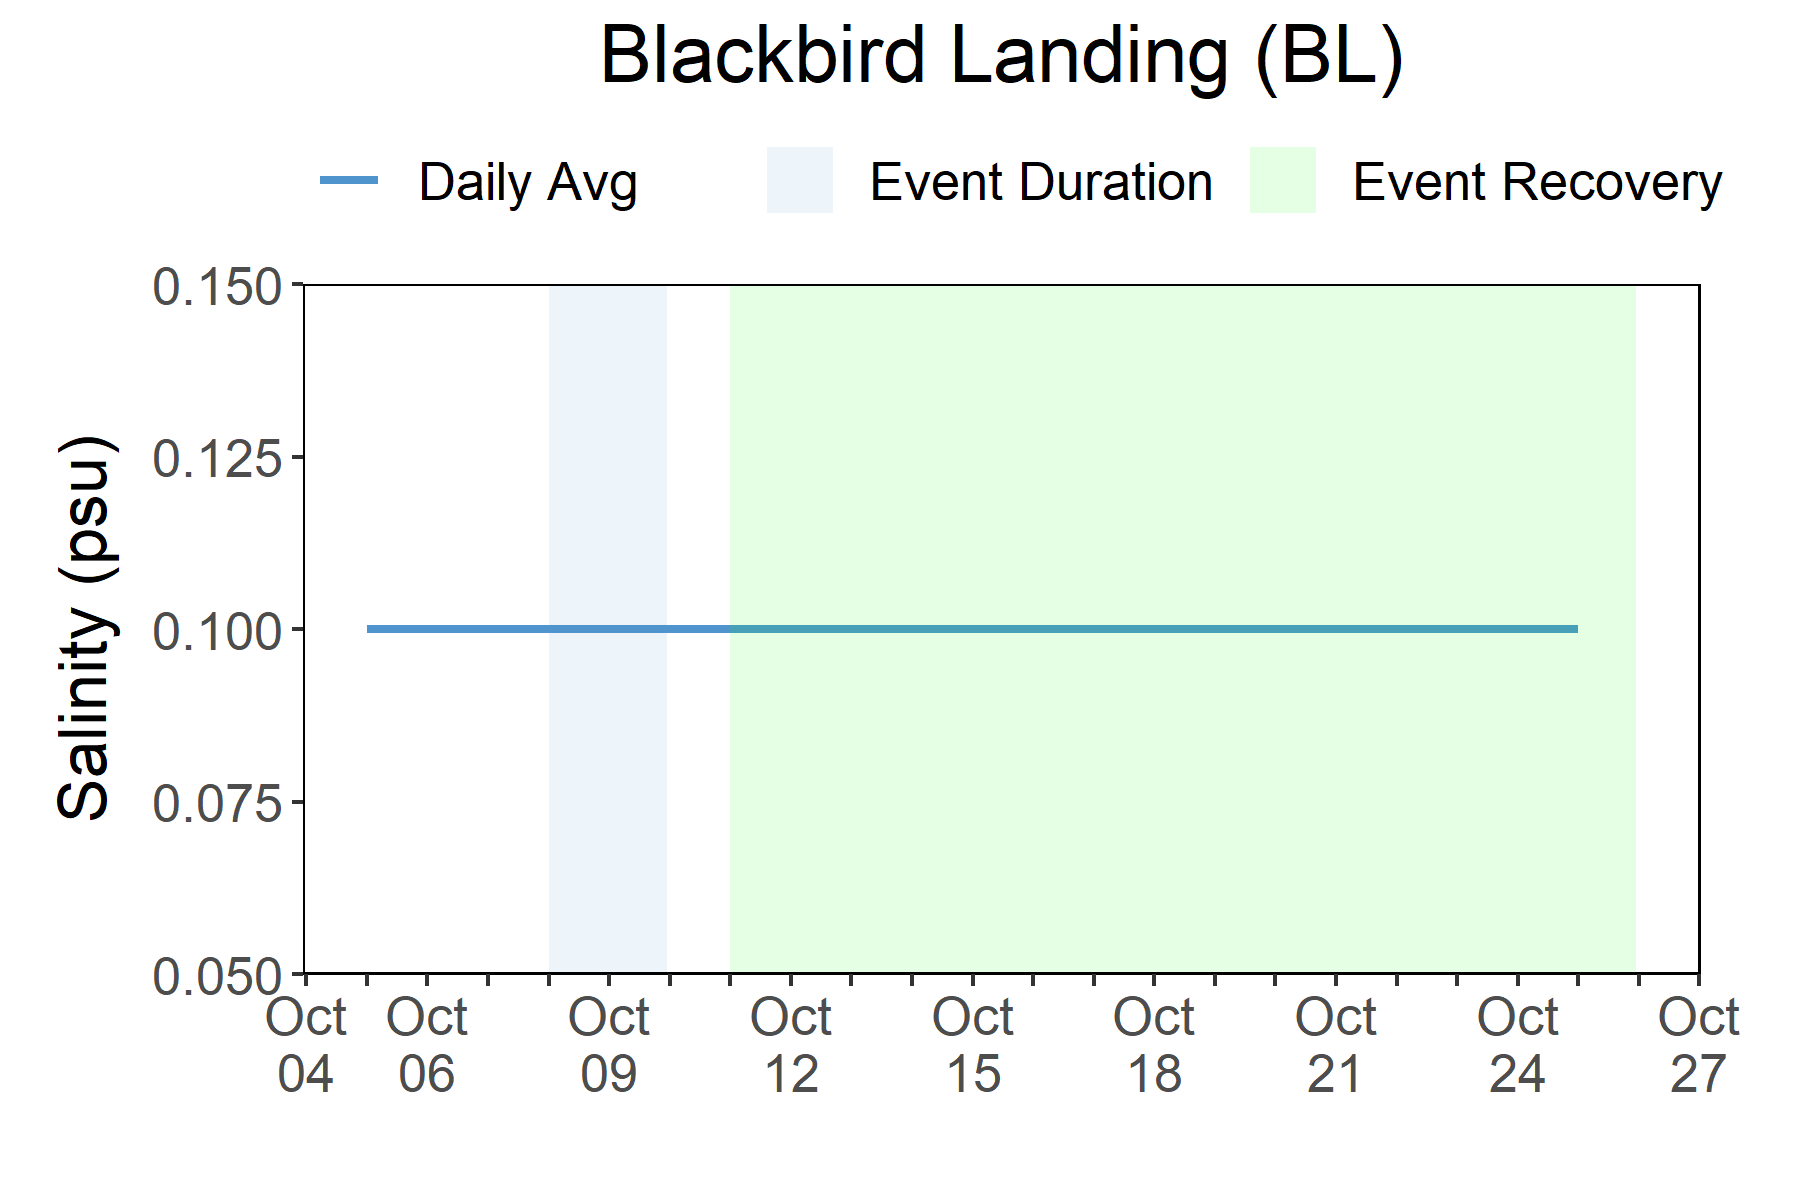 Blackbird Landing (BL)
Daily Avg Event Duration Event Recovery
Salinity (psu)
0.150
0.125
0.100
0.075
0.050
Oct Oct Oct Oct Oct Oct Oct Oct Oct
04 06 09 12 15 18 21 24 27